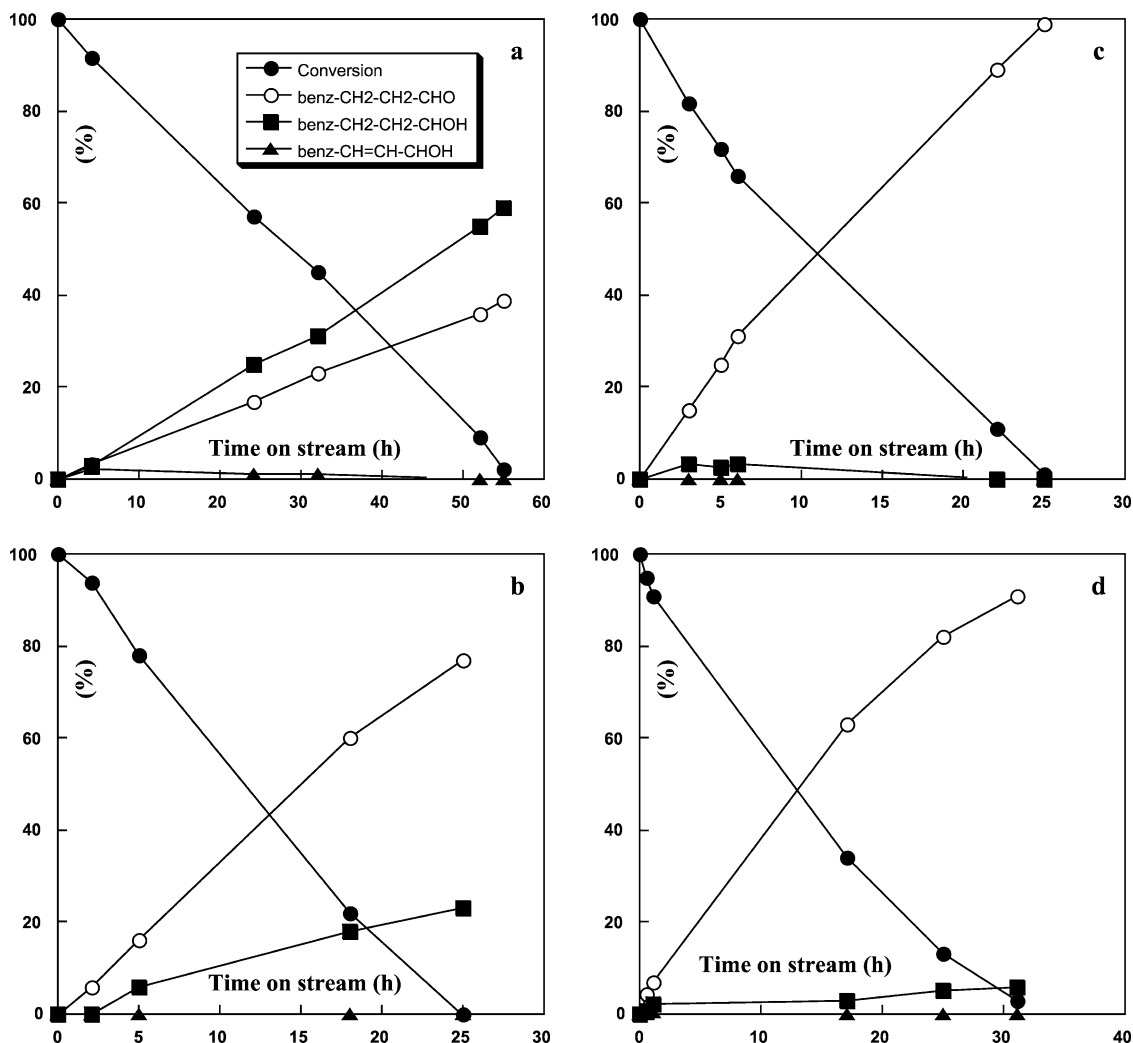 100
80
60
40
20
0
(%)
a
Conversion
benz-CH2-CH2-CHO
benz-CH2-CH2-CHOH
benz-CH=CH-CHOH
Time on stream (h)
0 10 20 30 40 50 60
100
80
60
40
20
0
(%)
c
Time on stream (h)
0 5 10 15 20 25 30
100
80
60
40
20
0
(%)
b
Time on stream (h)
0 5 10 15 20 25 30
100
80
60
40
20
0
(%)
d
Time on stream (h)
0 10 20 30 40